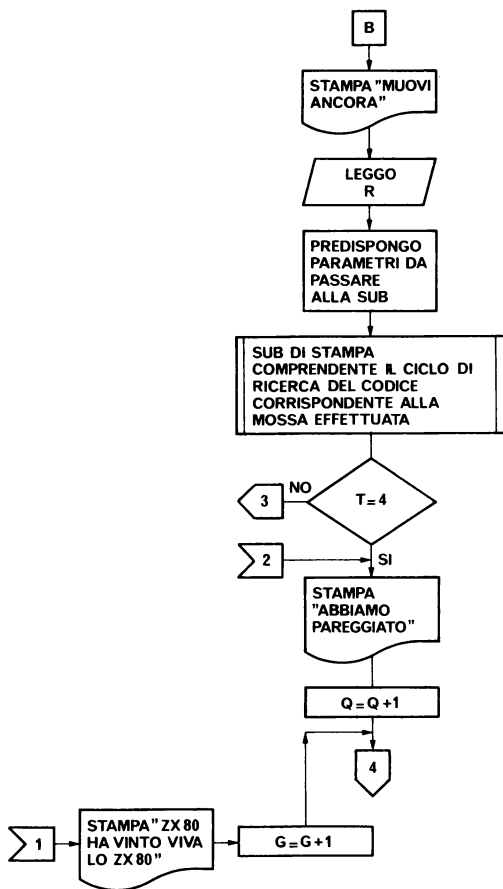 B
STAMPA "MUOVI
ANCORA"
LEGGO
R
PREDISPONGO
PARAMETRI DA
PASSARE
ALLA SUB
SUB DI STAMPA
COMPRENDENTE IL CICLO DI
RICERCA DEL CODICE
CORRISPONDENTE ALLA
MOSSA EFFETTUATA
3
NO
T=4
2
SI
STAMPA
"ABBIAMO
PAREGGIATO"
Q=Q+1
4
1
STAMPA" ZX 80
HA VINTO VIVA
LO ZX 80"
G=G+1